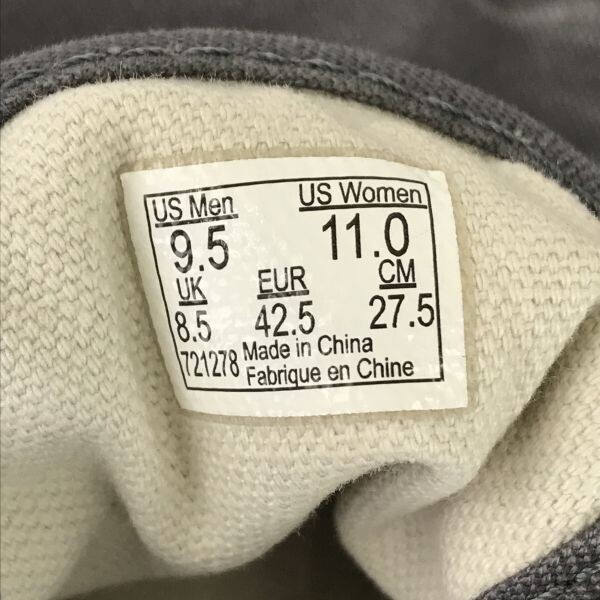 US Men US Women
9.5 11.0
UK EUR CM
8.5 42.5 27.5
721278 Made in China
Fabrique en Chine